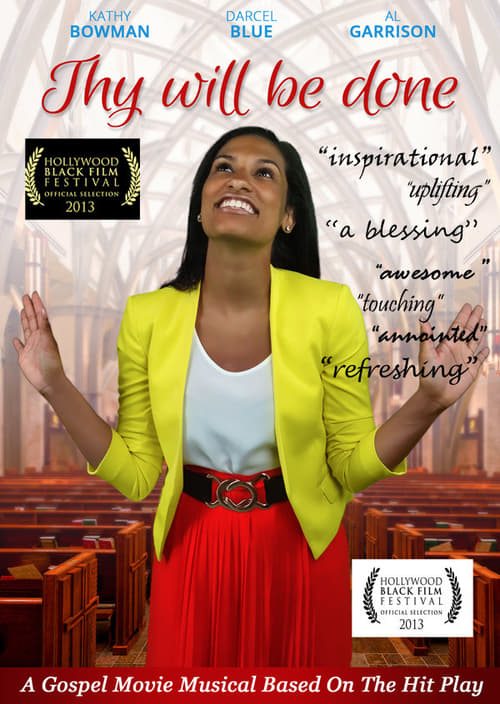 KATHY
BOWMAN
DARCEL
BLUE
AL
GARRISON
Thy will be done
HOLLYWOOD
BLACK FILM
FESTIVAL
OFFICIAL SELECTION
2013
"inspirational"
"uplifting"
"a blessing"
"awesome "
"touching"
"annointed"
"refreshing"
HOLLYWOOD
BLACK FILM
FESTIVAL
OFFICIAL SELECTION
2013
A Gospel Movie Musical Based On The Hit Play